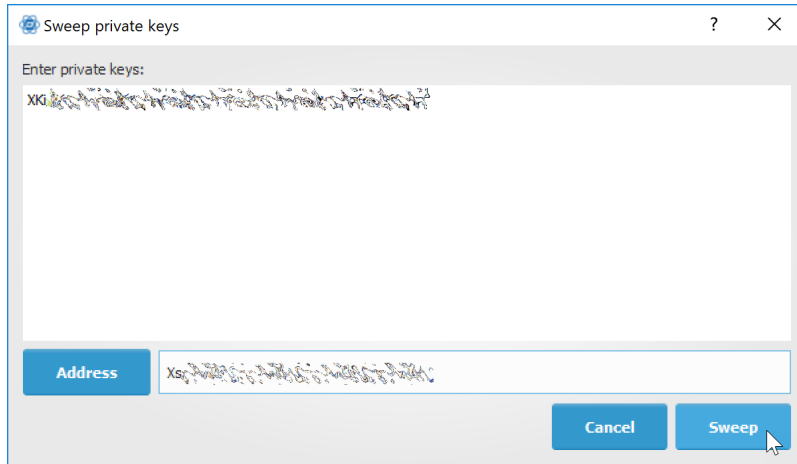 Sweep private keys
?
Enter private keys:
XKi
Address
Xs
Cancel
Sweep